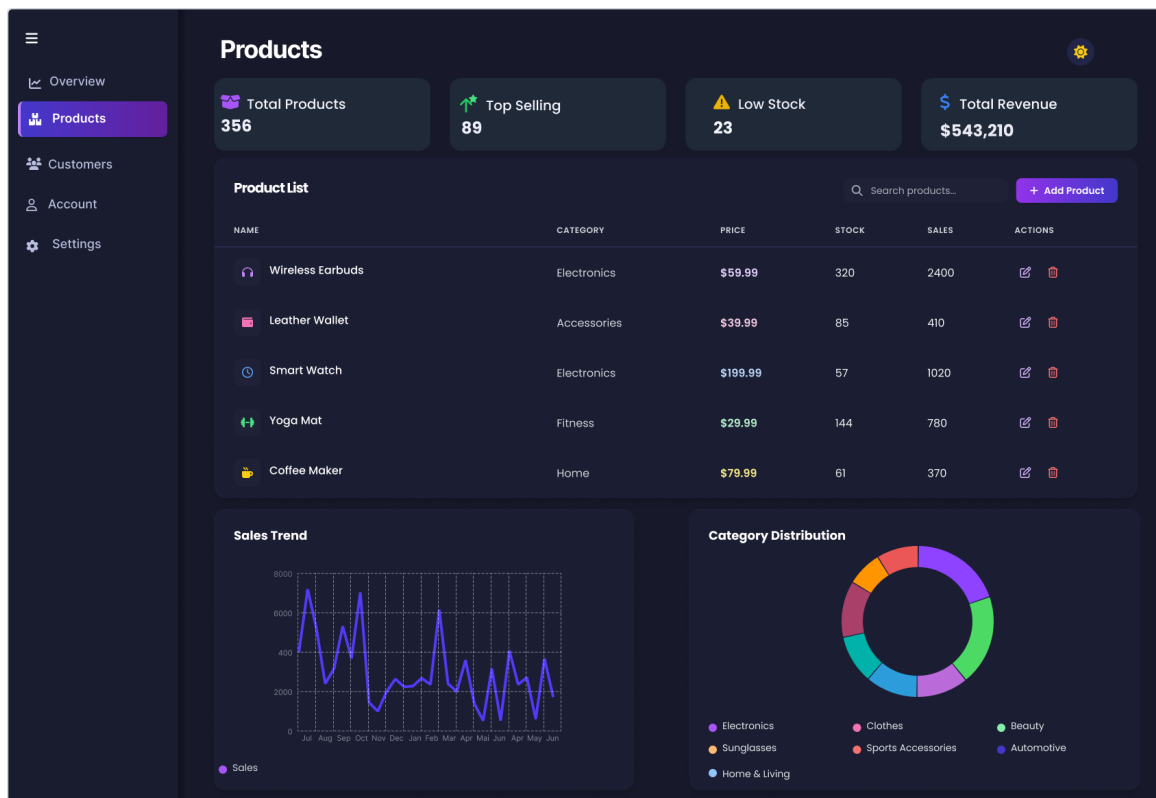 Overview
Products
Customers
Account
Settings
Products
Total Products
356
Top Selling
89
Low Stock
23
Total Revenue
$543,210
Product List
Search products...
+ Add Product
NAME CATEGORY PRICE STOCK SALES ACTIONS
Wireless Earbuds Electronics $59.99 320 2400
Leather Wallet Accessories $39.99 85 410
Smart Watch Electronics $199.99 57 1020
Yoga Mat Fitness $29.99 144 780
Coffee Maker Home $79.99 61 370
Sales Trend
8000
6000
400
2000
0
Jul Aug Sep Oct Nov Dec Jan Feb Mar Apr Mai Jun Apr May Jun
Sales
Category Distribution
Electronics Clothes Beauty
Sunglasses Sports Accessories Automotive
Home & Living